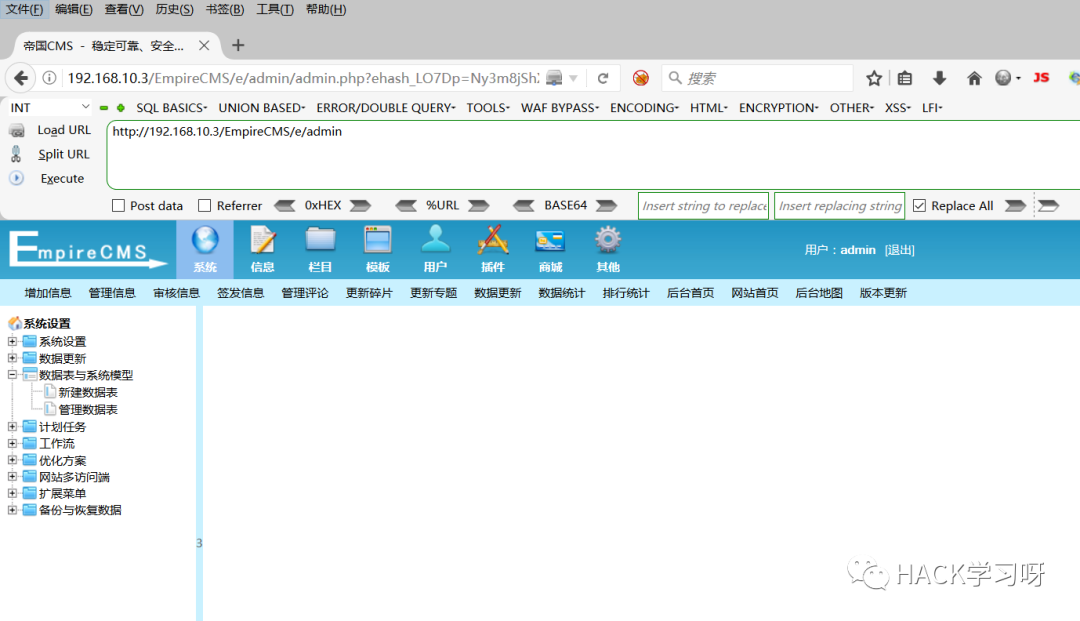 文件(F) 编辑(E) 查看(V) 历史(S) 书签(B) 工具(T) 帮助(H)
帝国CMS - 稳定可靠、安全...
192.168.10.3/EmpireCMS/e/admin/admin.php?ehash_LO7Dp=Ny3m8jSh 搜索 JS
INT SQL BASICS UNION BASED ERROR/DOUBLE QUERY TOOLS WAF BYPASS ENCODING HTML ENCRYPTION OTHER XSS LFI
Load URL http://192.168.10.3/EmpireCMS/e/admin
Split URL
Execute
Post data Referrer 0xHEX %URL BASE64 Insert string to replace Insert replacing string Replace All
EmpireCMS 系统 信息 栏目 模板 用户 插件 商城 其他 用户：admin [退出]
增加信息 管理信息 审核信息 签发信息 管理评论 更新碎片 更新专题 数据更新 数据统计 排行统计 后台首页 网站首页 后台地图 版本更新
系统设置
系统设置
数据更新
数据表与系统模型
新建数据表
管理数据表
计划任务
工作流
优化方案
网站多访问端
扩展菜单
备份与恢复数据
3
HACK学习呀